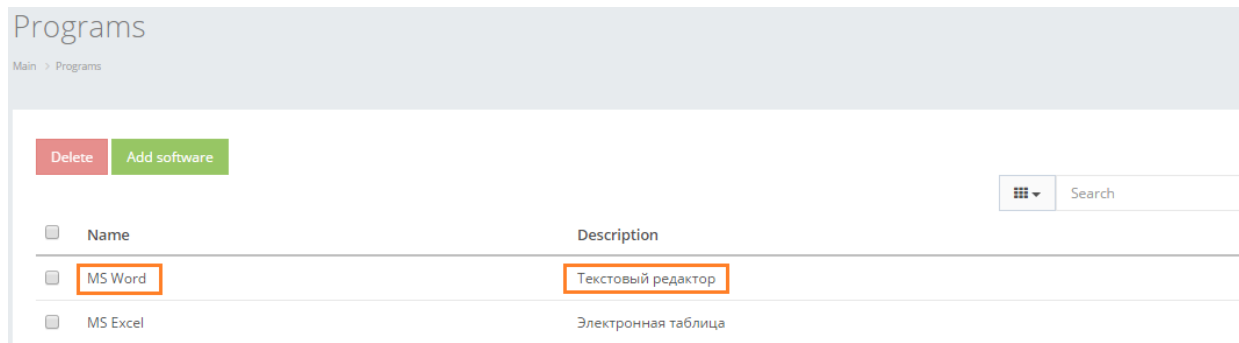 Programs
Main > Programs
Delete Add software
Search
Name Description
MS Word Текстовый редактор
MS Excel Электронная таблица